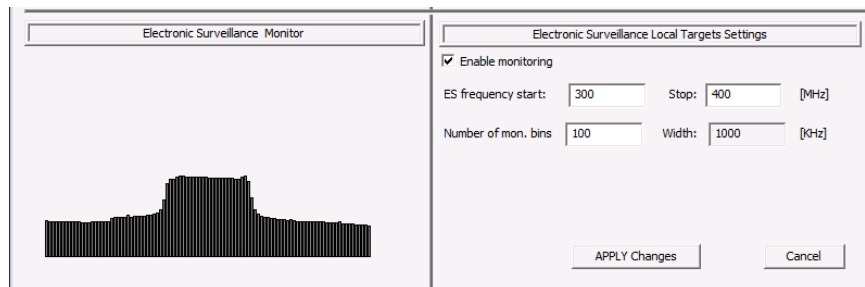 Electronic Surveillance Monitor
Electronic Surveillance Local Targets Settings
Enable monitoring
ES frequency start: 300 Stop: 400 [MHz]
Number of mon. bins 100 Width: 1000 [KHz]
APPLY Changes Cancel